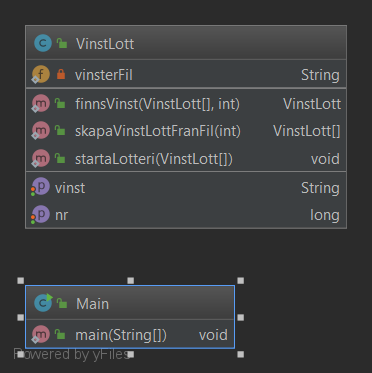 VinstLott
vinsterFil String
finnsVinst(VinstLott[], int) VinstLott
skapaVinstLottFranFil(int) VinstLott[]
startaLotteri(VinstLott[]) void
vinst String
nr long
Main
main(String[]) void
Powered by yFiles